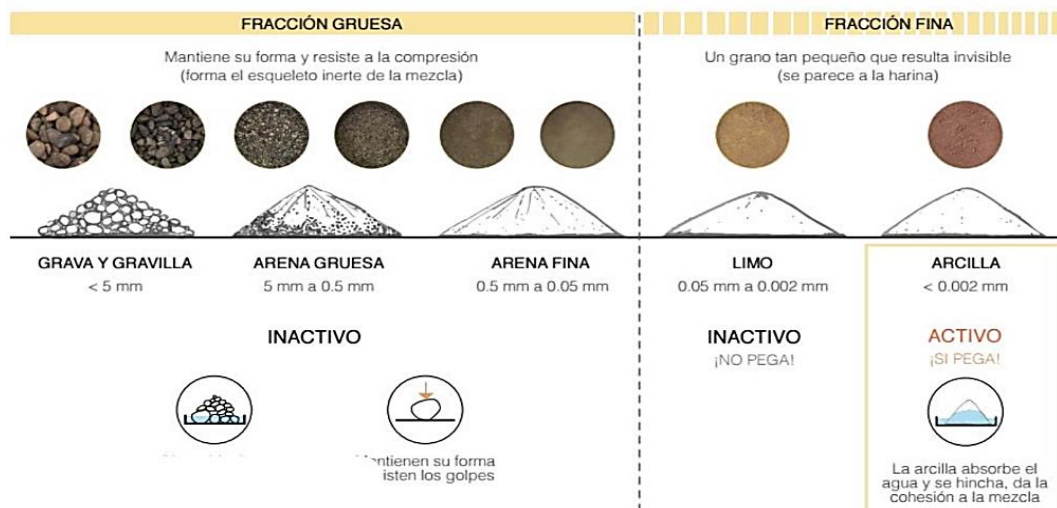 FRACCIÓN GRUESA
Mantiene su forma y resiste a la compresión
(forma el esqueleto inerte de la mezcla)
FRACCIÓN FINA
Un grano tan pequeño que resulta invisible
(se parece a la harina)
GRAVA Y GRAVILLA
< 5 mm
ARENA GRUESA
5 mm a 0.5 mm
ARENA FINA
0.5 mm a 0.05 mm
LIMO
0.05 mm a 0.002 mm
ARCILLA
< 0.002 mm
INACTIVO
INACTIVO
¡NO PEGA!
ACTIVO
¡SI PEGA!
su forma
los golpes
La arcilla absorbe el
agua y se hincha, da la
cohesión a la mezcla